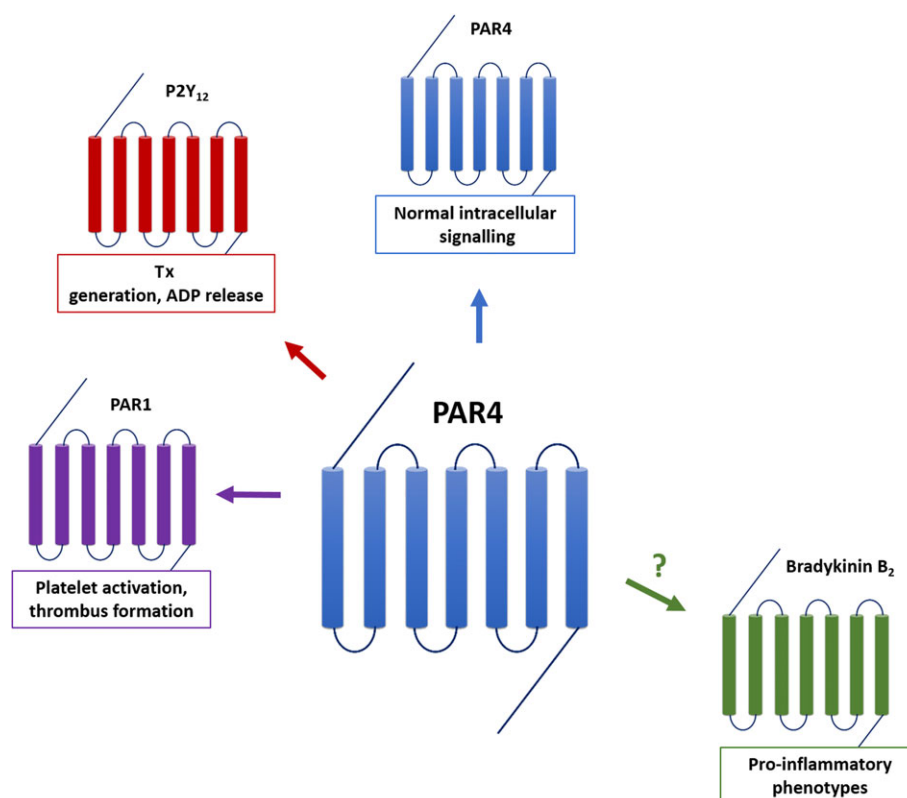 PAR4
P2Y₁₂
Normal intracellular
signalling
Tx
generation, ADP release
PAR1
PAR4
Platelet activation,
thrombus formation
?
Bradykinin B₂
Pro-inflammatory
phenotypes